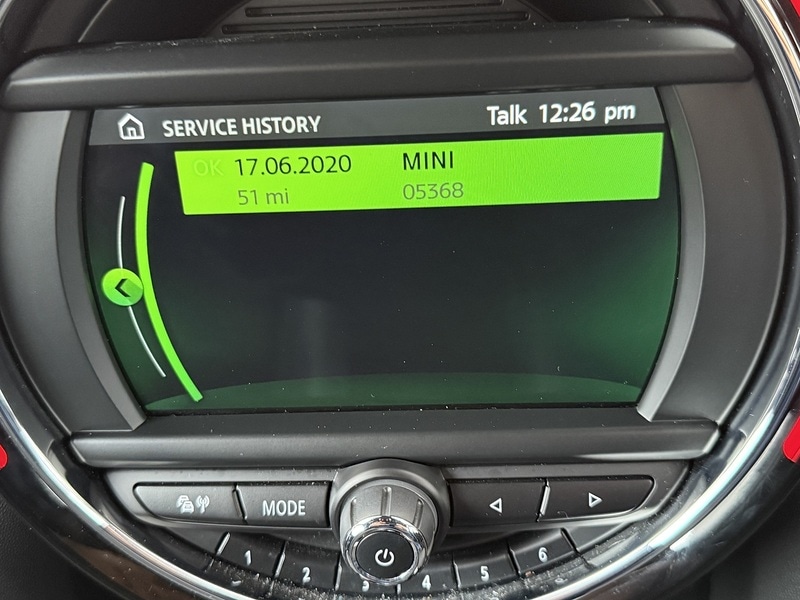 SERVICE HISTORY Talk 12:26 pm
OK 17.06.2020 MINI
51 mi 05368
MODE
1 2 3 4 5 6